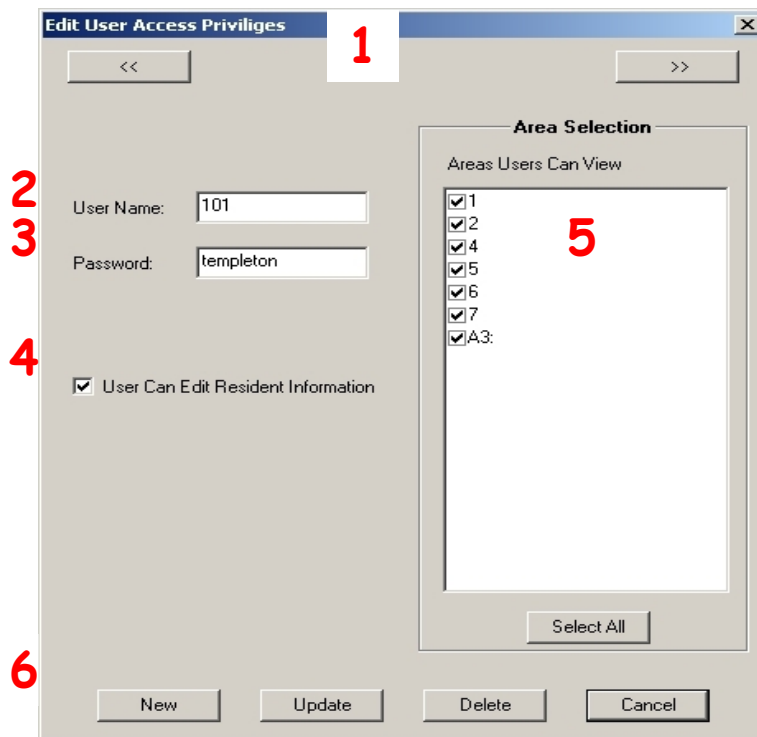 Edit User Access Priviliges
1
<< >>
Area Selection
Areas Users Can View
2
User Name: 101
3
Password: templeton
1
2
4
5
6
7
A3:
5
4
User Can Edit Resident Information
Select All
6
New Update Delete Cancel